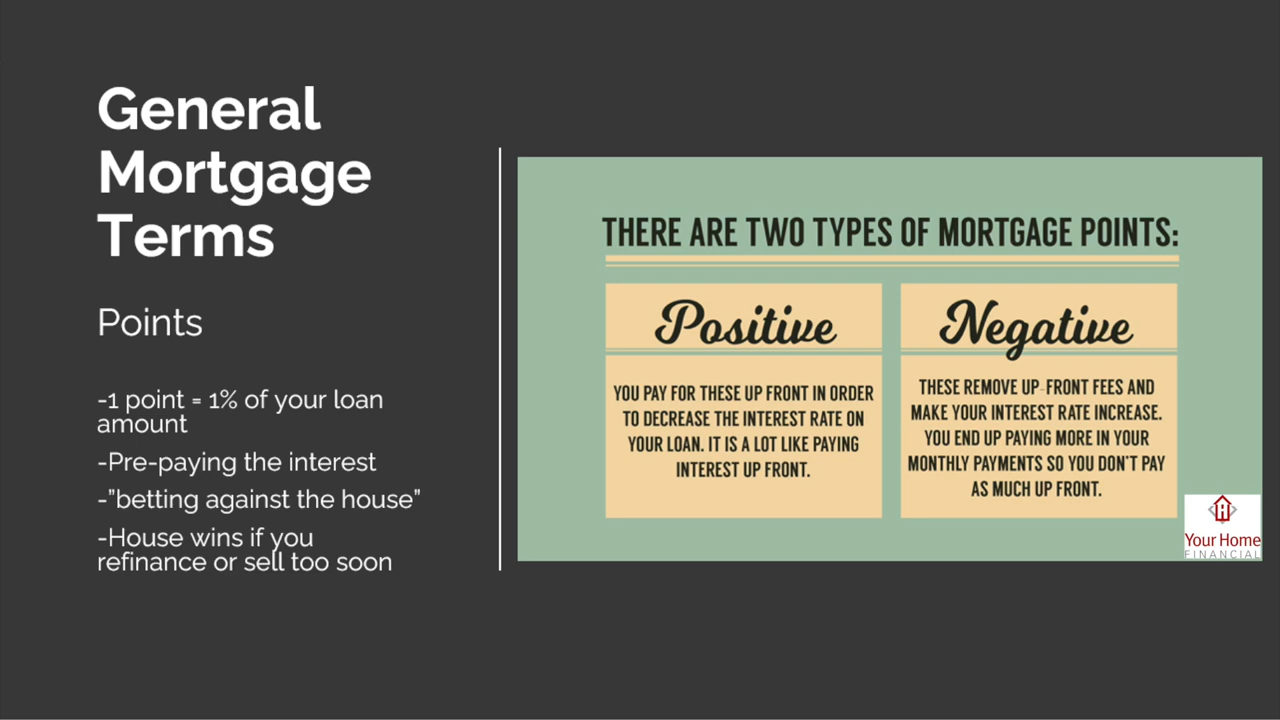 General
Mortgage
Terms
Points
-1 point = 1% of your loan
amount
-Pre-paying the interest
-”betting against the house”
-House wins if you
refinance or sell too soon
THERE ARE TWO TYPES OF MORTGAGE POINTS:
Positive
YOU PAY FOR THESE UP FRONT IN ORDER
TO DECREASE THE INTEREST RATE ON
YOUR LOAN. IT IS A LOT LIKE PAYING
INTEREST UP FRONT.
Negative
THESE REMOVE UP-FRONT FEES AND
MAKE YOUR INTEREST RATE INCREASE.
YOU END UP PAYING MORE IN YOUR
MONTHLY PAYMENTS SO YOU DON'T PAY
AS MUCH UP FRONT.
Your Home
FINANCIAL